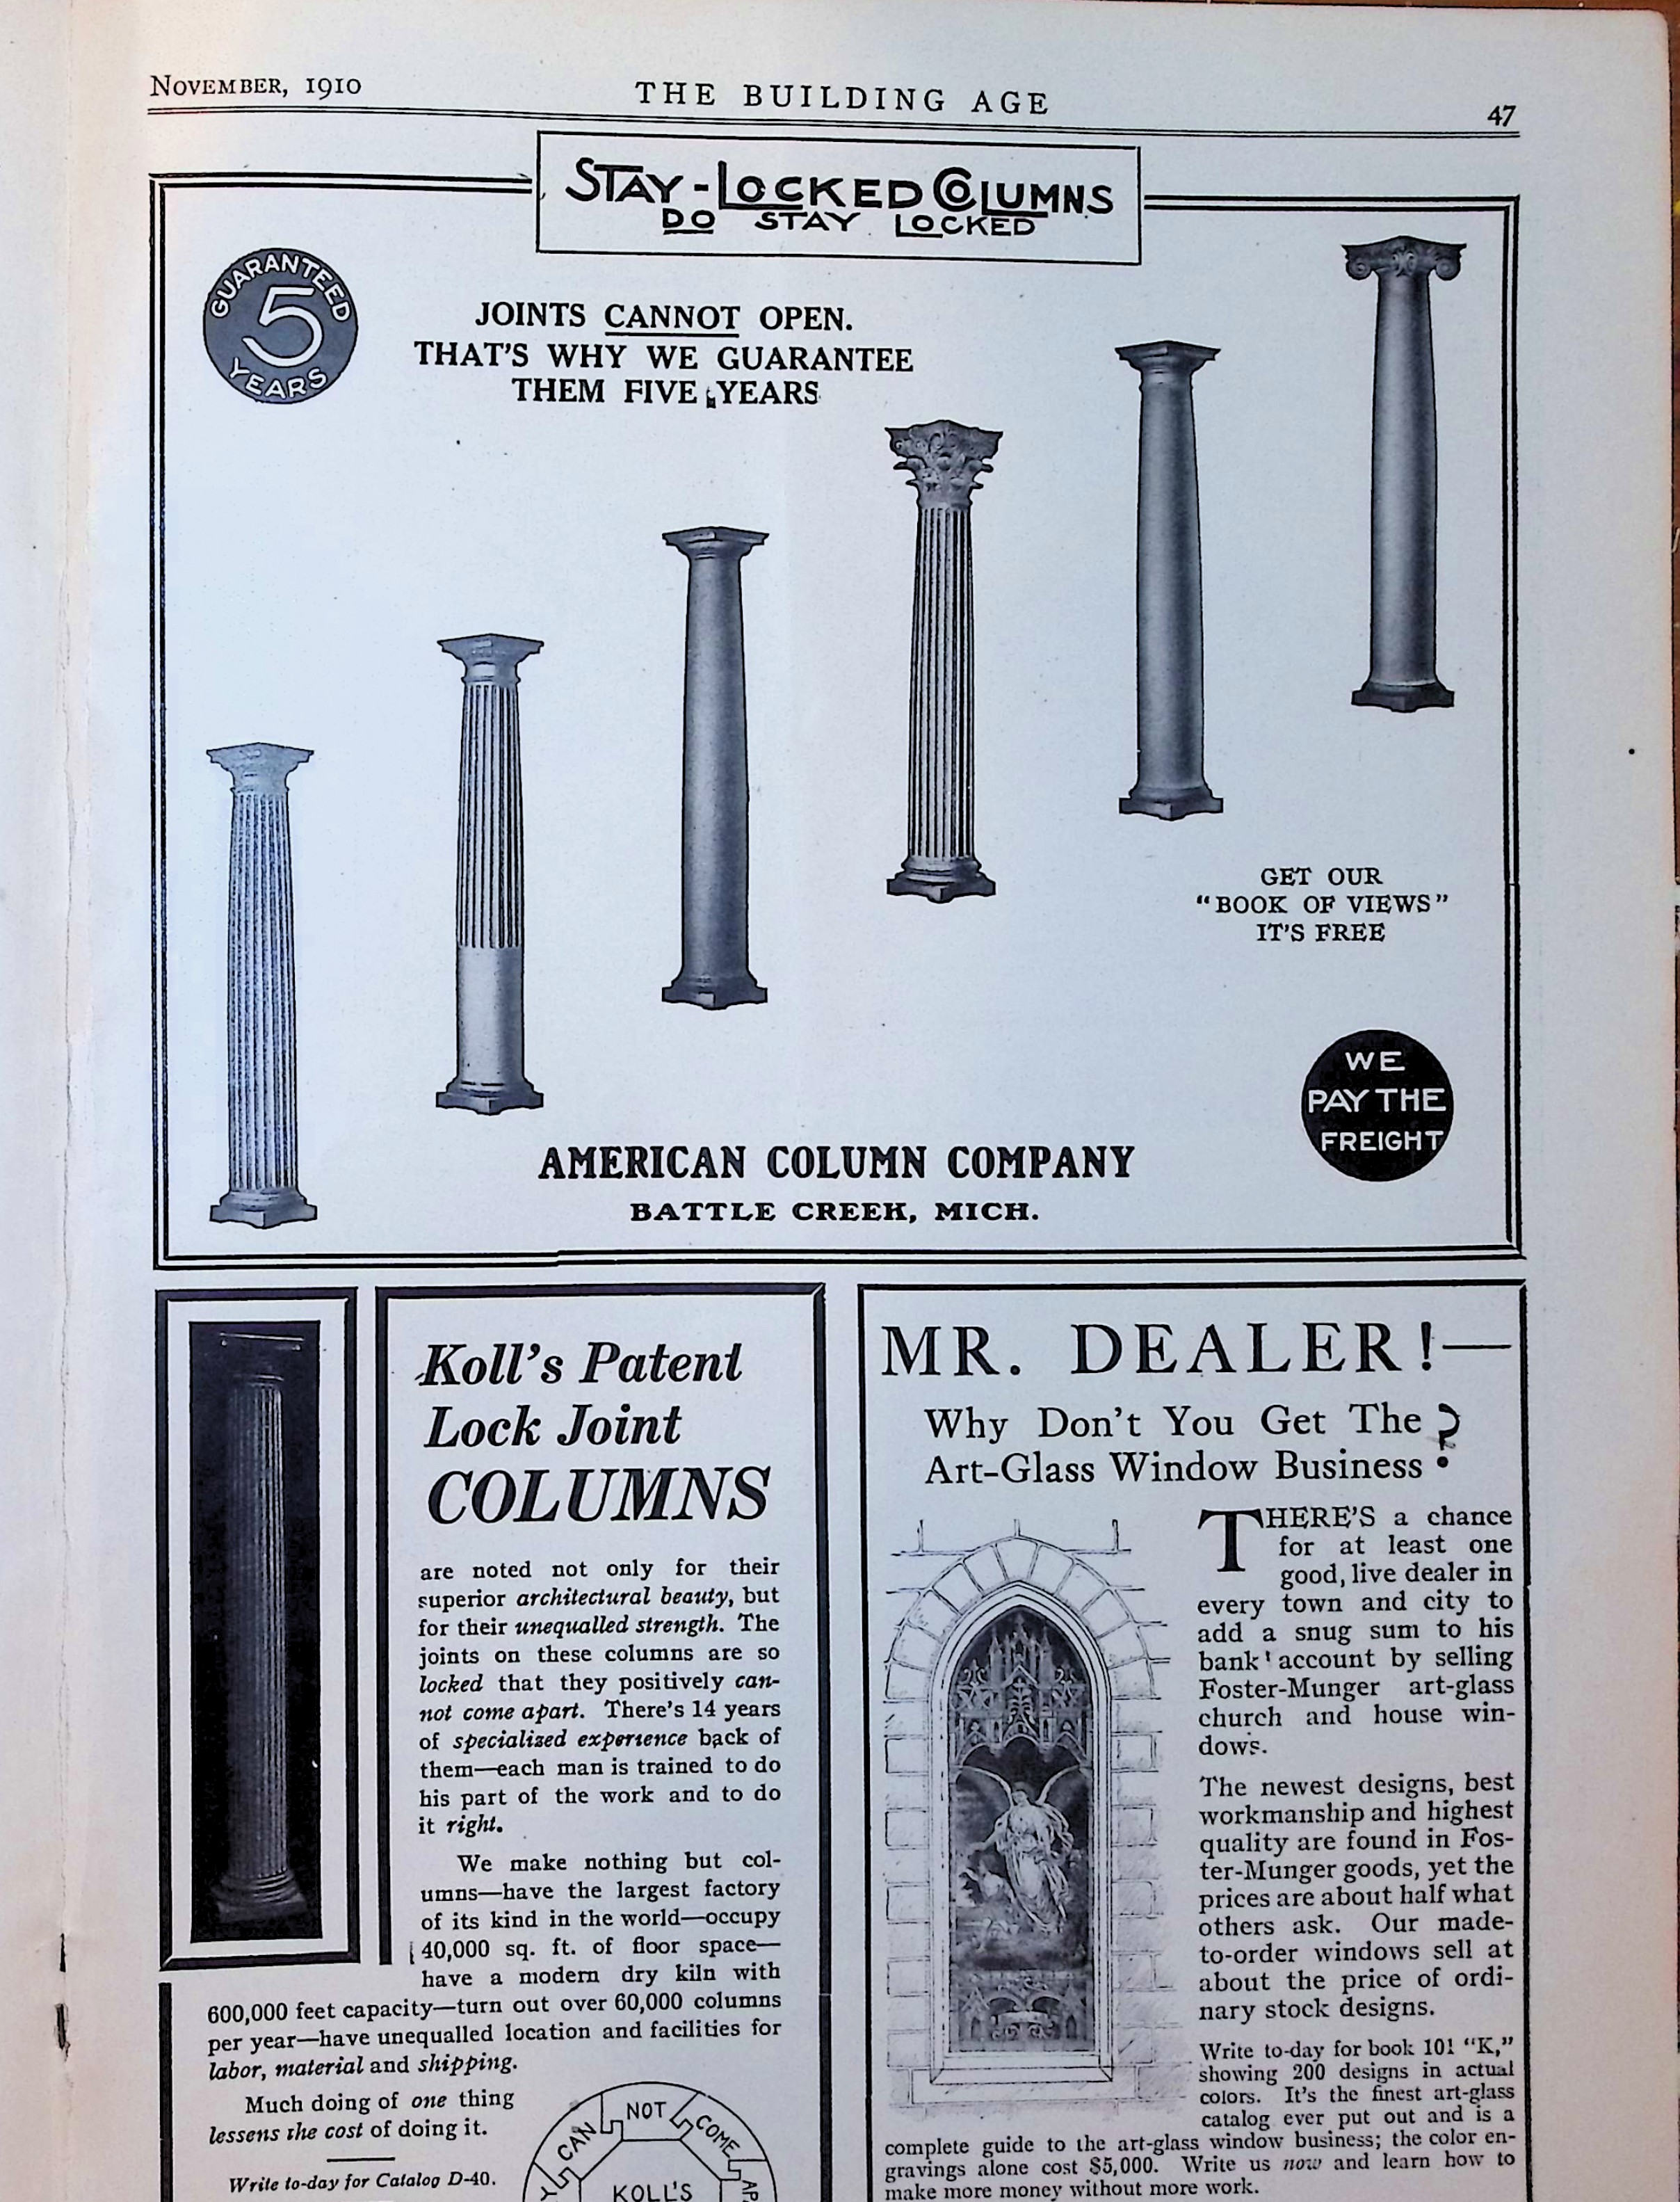 NOVEMBER, 1910
THE BUILDING AGE
47
STAY-LOCKED COLUMNS
DO STAY LOCKED
GUARANTEED
5
YEARS
JOINTS CANNOT OPEN.
THAT'S WHY WE GUARANTEE
THEM FIVE YEARS
GET OUR
"BOOK OF VIEWS"
IT'S FREE
WE
PAY THE
FREIGHT
AMERICAN COLUMN COMPANY
BATTLE CREEK, MICH.
Koll's Patent
Lock Joint
COLUMNS
are noted not only for their
superior architectural beauty, but
for their unequalled strength. The
joints on these columns are so
locked that they positively can-
not come apart. There's 14 years
of specialized experience back of
them—each man is trained to do
his part of the work and to do
it right.
We make nothing but col-
umns—have the largest factory
of its kind in the world—occupy
40,000 sq. ft. of floor space—
have a modern dry kiln with
600,000 feet capacity—turn out over 60,000 columns
per year—have unequalled location and facilities for
labor, material and shipping.
Much doing of one thing
lessens the cost of doing it.
Write to-day for Catalog D-40.
CAN
NOT
COME
KOLL'S
MR. DEALER!—
Why Don't You Get The
Art-Glass Window Business?
THERE'S a chance
for at least one
good, live dealer in
every town and city to
add a snug sum to his
bank account by selling
Foster-Munger art-glass
church and house win-
dows.
The newest designs, best
workmanship and highest
quality are found in Fos-
ter-Munger goods, yet the
prices are about half what
others ask. Our made-
to-order windows sell at
about the price of ordi-
nary stock designs.
Write to-day for book 101 "K,"
showing 200 designs in actual
colors. It's the finest art-glass
catalog ever put out and is a
complete guide to the art-glass window business; the color en-
gravings alone cost $5,000. Write us now and learn how to
make more money without more work.